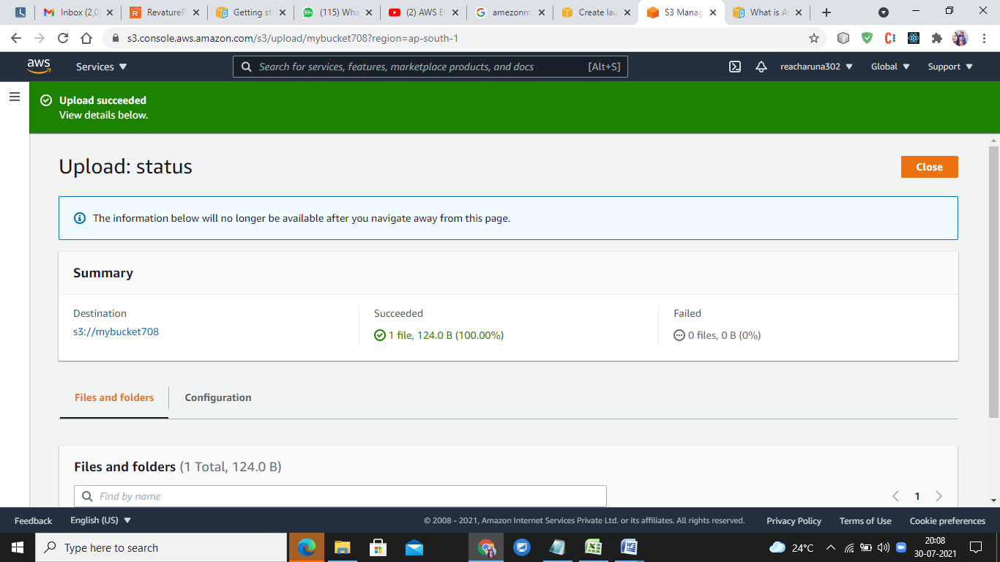 Inbox (2,0
RevatureP
Getting st
(115) Wha
(2) AWS E
amezonm
Create lau
S3 Manag
What is A
s3.console.aws.amazon.com/s3/upload/mybucket708?region=ap-south-1
aws
Services
Search for services, features, marketplace products, and docs [Alt+S]
reacharuna302
Global
Support
Upload succeeded
View details below.
Upload: status
Close
The information below will no longer be available after you navigate away from this page.
Summary
Destination
s3://mybucket708
Succeeded
1 file, 124.0 B (100.00%)
Failed
0 files, 0 B (0%)
Files and folders
Configuration
Files and folders (1 Total, 124.0 B)
Find by name
1
Feedback
English (US)
© 2008 - 2021, Amazon Internet Services Private Ltd. or its affiliates. All rights reserved.
Privacy Policy
Terms of Use
Cookie preferences
Type here to search
24°C
20:08
30-07-2021